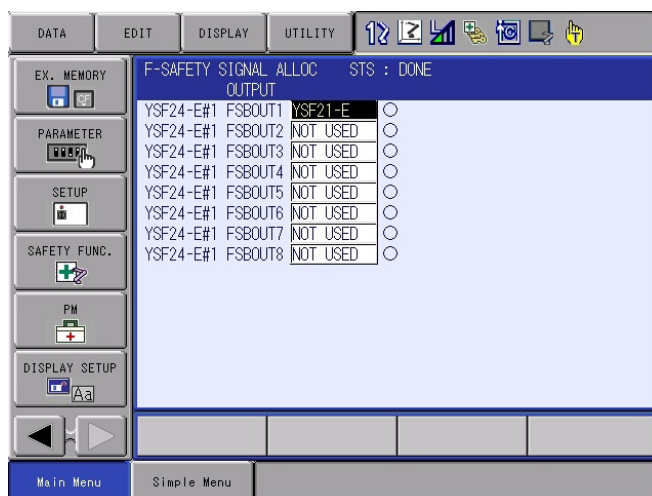 DATA EDIT DISPLAY UTILITY
EX. MEMORY
CF
PARAMETER
SETUP
SAFETY FUNC.
PM
DISPLAY SETUP
Aa
F-SAFETY SIGNAL ALLOC STS : DONE
OUTPUT
YSF24-E#1 FSBOUT1 YSF21-E
YSF24-E#1 FSBOUT2 NOT USED
YSF24-E#1 FSBOUT3 NOT USED
YSF24-E#1 FSBOUT4 NOT USED
YSF24-E#1 FSBOUT5 NOT USED
YSF24-E#1 FSBOUT6 NOT USED
YSF24-E#1 FSBOUT7 NOT USED
YSF24-E#1 FSBOUT8 NOT USED
Main Menu Simple Menu